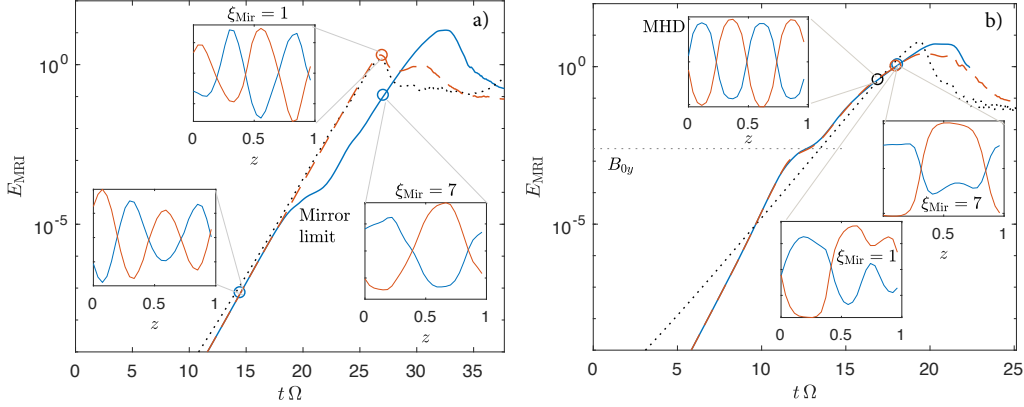 a)
ξMir = 1
10^0
10^-5
E_MRI
0 0.5 1
z
Mirror
limit
ξMir = 7
0 0.5 1
z
0 0.5 1
z
0 5 10 15 20 25 30 35
t Ω
b)
MHD
10^0
10^-5
E_MRI
0 0.5 1
z
B_0y
ξMir = 7
0 0.5 1
z
ξMir = 1
0 0.5 1
z
0 5 10 15 20 25
t Ω